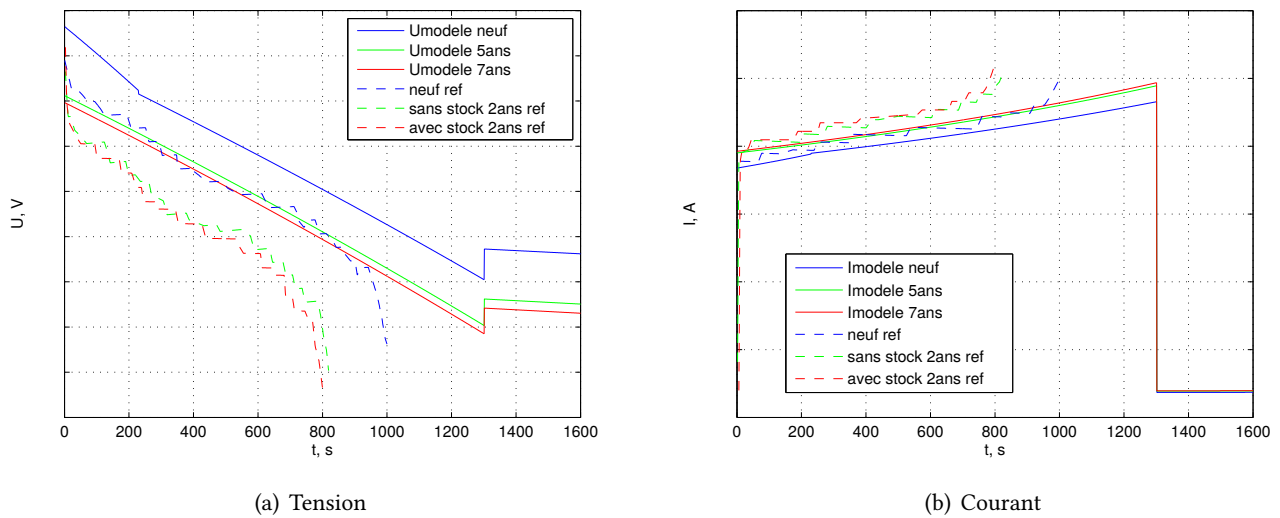 Umodele neuf
Umodele 5ans
Umodele 7ans
neuf ref
sans stock 2ans ref
avec stock 2ans ref
U, V
0 200 400 600 800 1000 1200 1400 1600
t, s
(a) Tension
Imodele neuf
Imodele 5ans
Imodele 7ans
neuf ref
sans stock 2ans ref
avec stock 2ans ref
I, A
0 200 400 600 800 1000 1200 1400 1600
t, s
(b) Courant